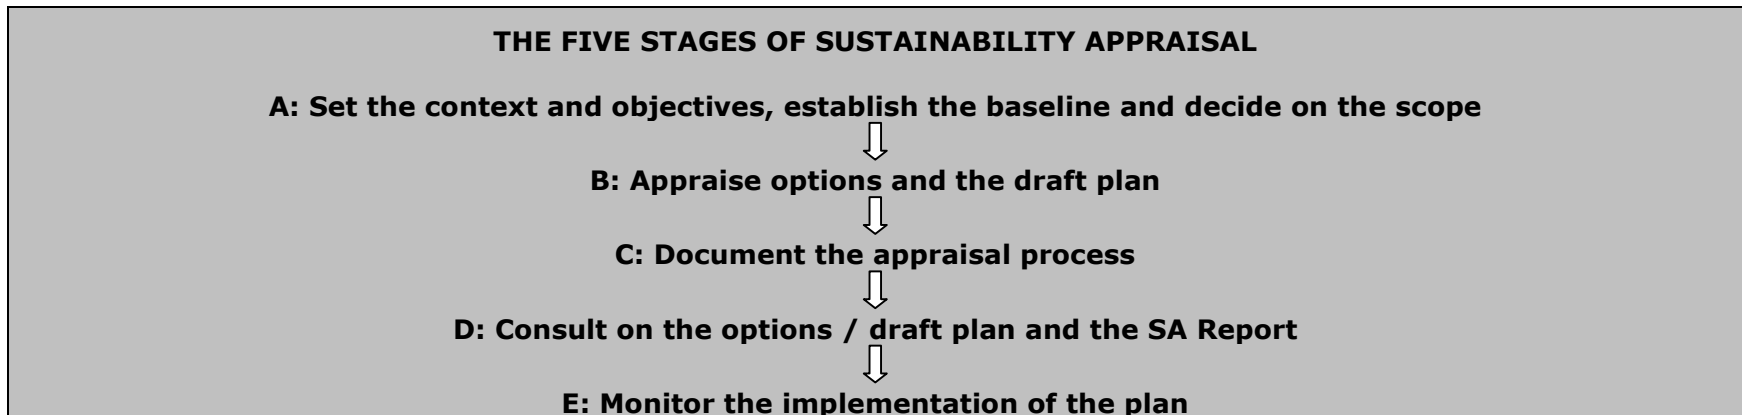 THE FIVE STAGES OF SUSTAINABILITY APPRAISAL
A: Set the context and objectives, establish the baseline and decide on the scope
B: Appraise options and the draft plan
C: Document the appraisal process
D: Consult on the options / draft plan and the SA Report
E: Monitor the implementation of the plan